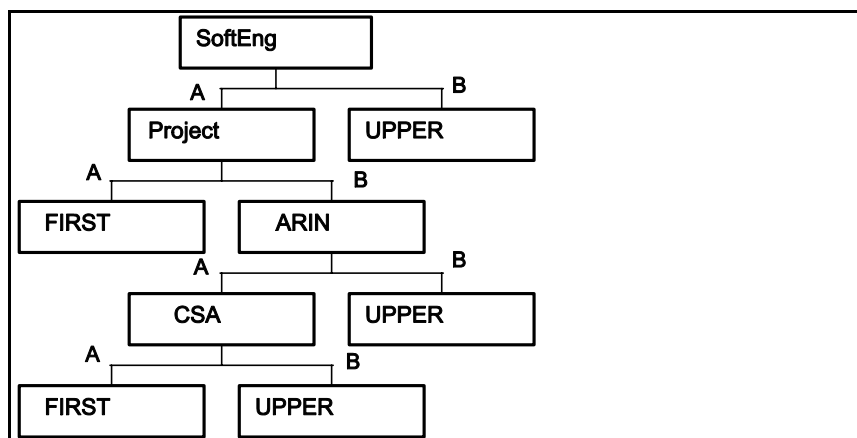 SoftEng
A B
Project UPPER
A B
FIRST ARIN
A B
CSA UPPER
A B
FIRST UPPER